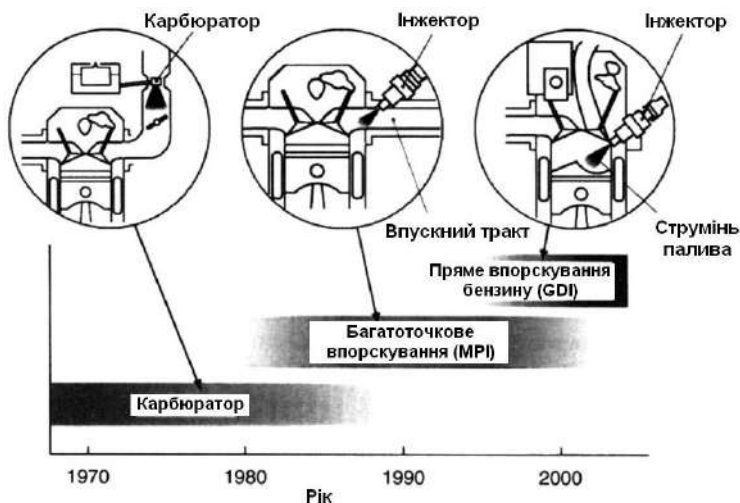 Карбюратор
Інжектор
Інжектор
Впускний тракт
Струмінь
палива
Пряме впорскування
бензину (GDI)
Багатоточкове
впорскування (MPI)
Карбюратор
1970
1980
1990
2000
Рік